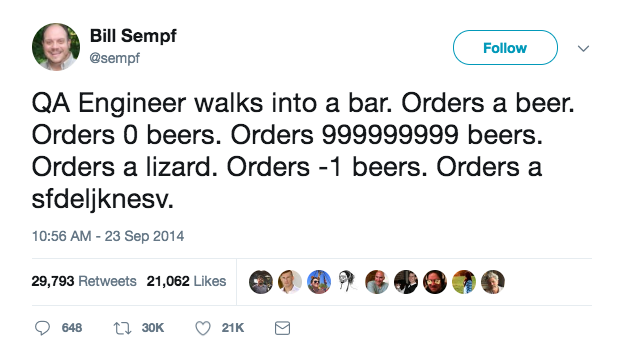 Bill Sempf
@sempf
Follow
QA Engineer walks into a bar. Orders a beer.
Orders 0 beers. Orders 999999999 beers.
Orders a lizard. Orders -1 beers. Orders a
sfdeljknesv.
10:56 AM - 23 Sep 2014
29,793 Retweets 21,062 Likes
648 30K 21K